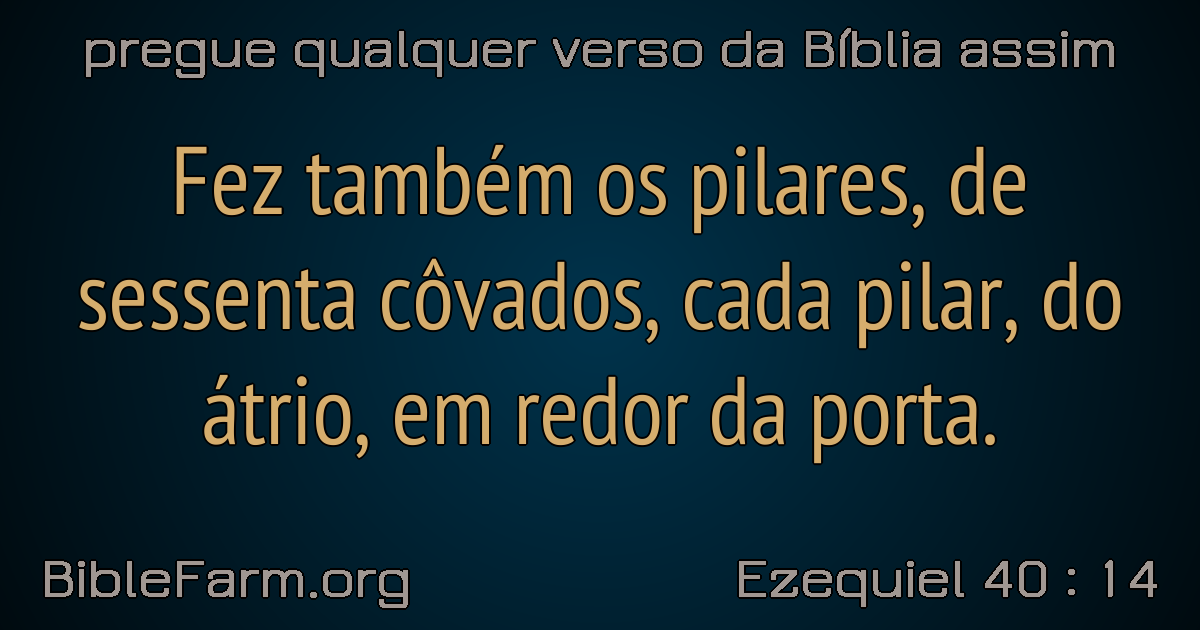 pregue qualquer verso da Bíblia assim
Fez também os pilares, de
sessenta côvados, cada pilar, do
átrio, em redor da porta.
BibleFarm.org
Ezequiel 40 : 14